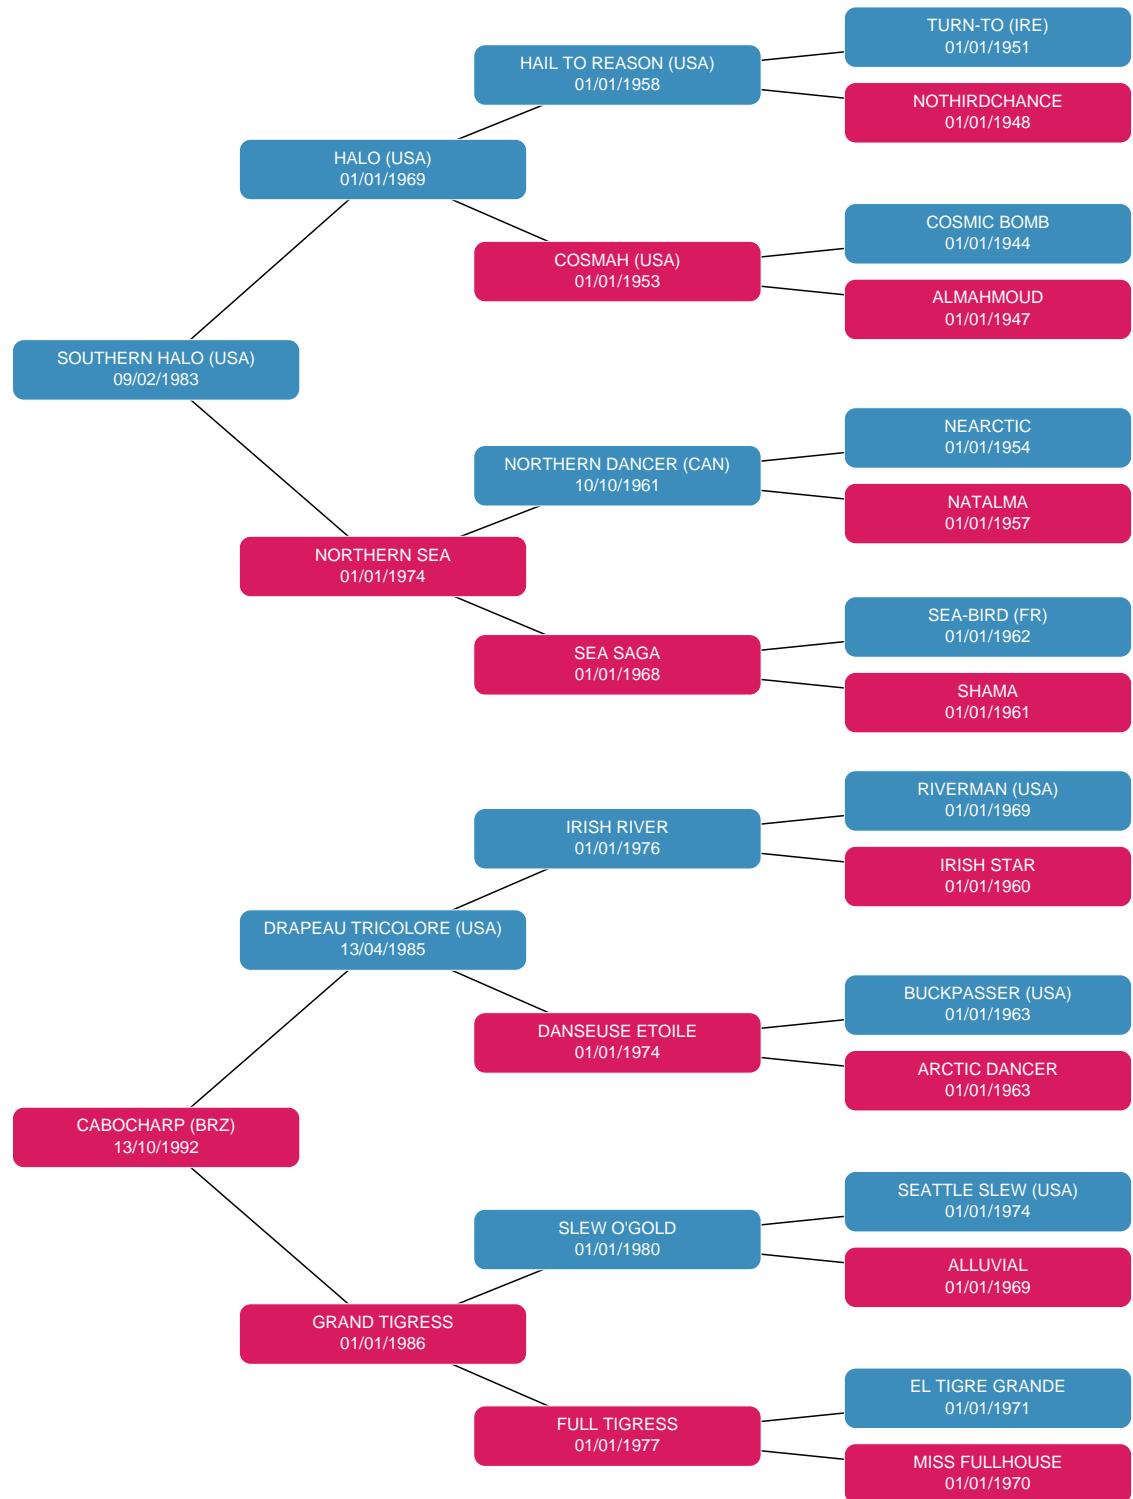 TURN-TO (IRE)
01/01/1951
HAIL TO REASON (USA)
01/01/1958
NOTHIRDCHANCE
01/01/1948
HALO (USA)
01/01/1969
COSMIC BOMB
01/01/1944
COSMAH (USA)
01/01/1953
ALMAHMOUD
01/01/1947
SOUTHERN HALO (USA)
09/02/1983
NEARCTIC
01/01/1954
NORTHERN DANCER (CAN)
10/10/1961
NATALMA
01/01/1957
NORTHERN SEA
01/01/1974
SEA-BIRD (FR)
01/01/1962
SEA SAGA
01/01/1968
SHAMA
01/01/1961
RIVERMAN (USA)
01/01/1969
IRISH RIVER
01/01/1976
IRISH STAR
01/01/1960
DRAPEAU TRICOLORE (USA)
13/04/1985
BUCKPASSER (USA)
01/01/1963
DANSEUSE ETOILE
01/01/1974
ARCTIC DANCER
01/01/1963
CABOCHARP (BRZ)
13/10/1992
SEATTLE SLEW (USA)
01/01/1974
SLEW O'GOLD
01/01/1980
ALLUVIAL
01/01/1969
GRAND TIGRESS
01/01/1986
EL TIGRE GRANDE
01/01/1971
FULL TIGRESS
01/01/1977
MISS FULLHOUSE
01/01/1970